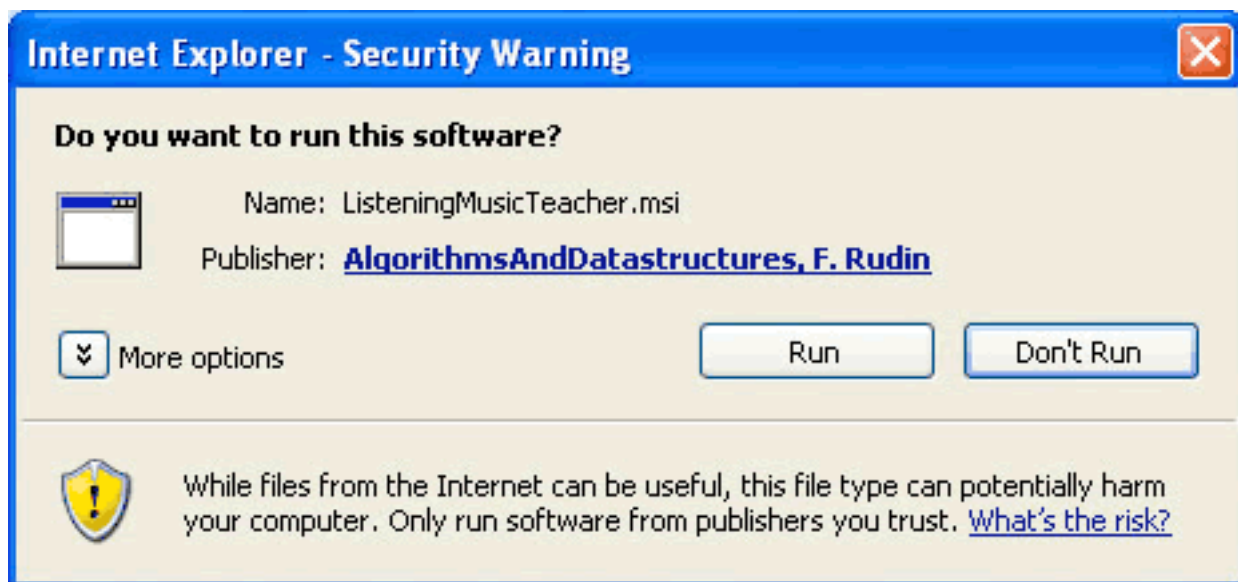 Internet Explorer - Security Warning
Do you want to run this software?
Name: ListeningMusicTeacher.msi
Publisher: AlgorithmsAndDatastructures, F. Rudin
More options
Run
Don't Run
While files from the Internet can be useful, this file type can potentially harm
your computer. Only run software from publishers you trust. What's the risk?